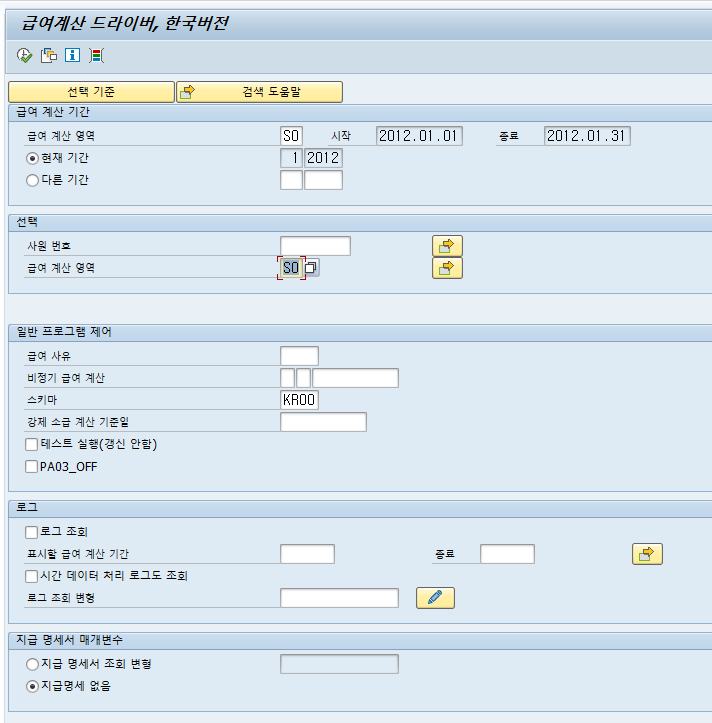 급여계산 드라이버, 한국버전
선택 기준 검색 도움말
급여 계산 기간
급여 계산 영역 S0 시작 2012.01.01 종료 2012.01.31
현재 기간 1 2012
다른 기간
선택
사원 번호
급여 계산 영역 S0
일반 프로그램 제어
급여 사유
비정기 급여 계산
스키마 KR00
강제 소급 계산 기준일
테스트 실행(갱신 안함)
PA03_OFF
로그
로그 조회
표시할 급여 계산 기간 종료
시간 데이터 처리 로그도 조회
로그 조회 변형
지급 명세서 매개변수
지급 명세서 조회 변형
지급명세 없음